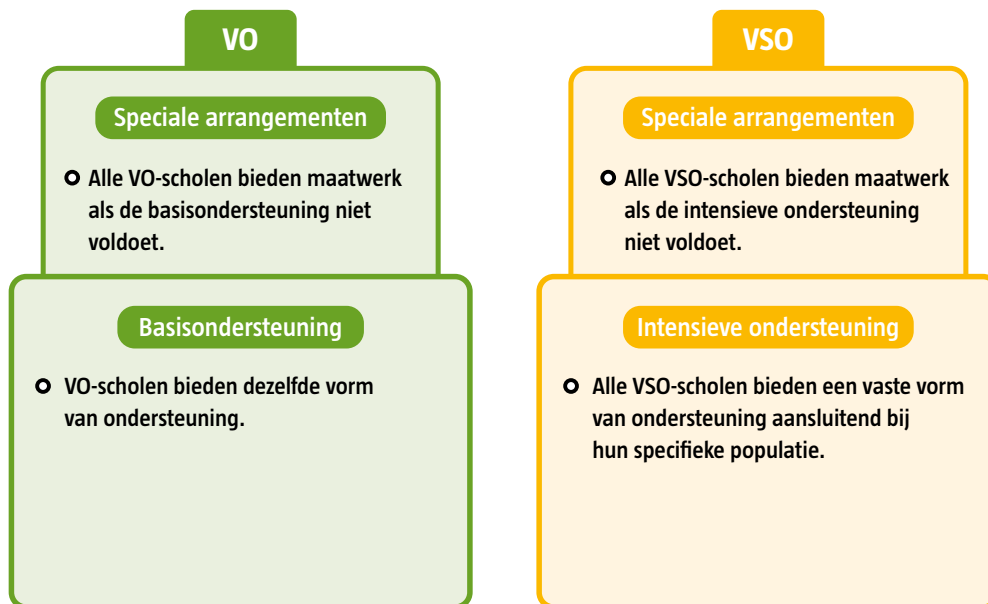 VO
Speciale arrangementen
Alle VO-scholen bieden maatwerk
als de basisondersteuning niet
voldoet.
Basisondersteuning
VO-scholen bieden dezelfde vorm
van ondersteuning.
VSO
Speciale arrangementen
Alle VSO-scholen bieden maatwerk
als de intensieve ondersteuning
niet voldoet.
Intensieve ondersteuning
Alle VSO-scholen bieden een vaste vorm
van ondersteuning aansluitend bij
hun specifieke populatie.